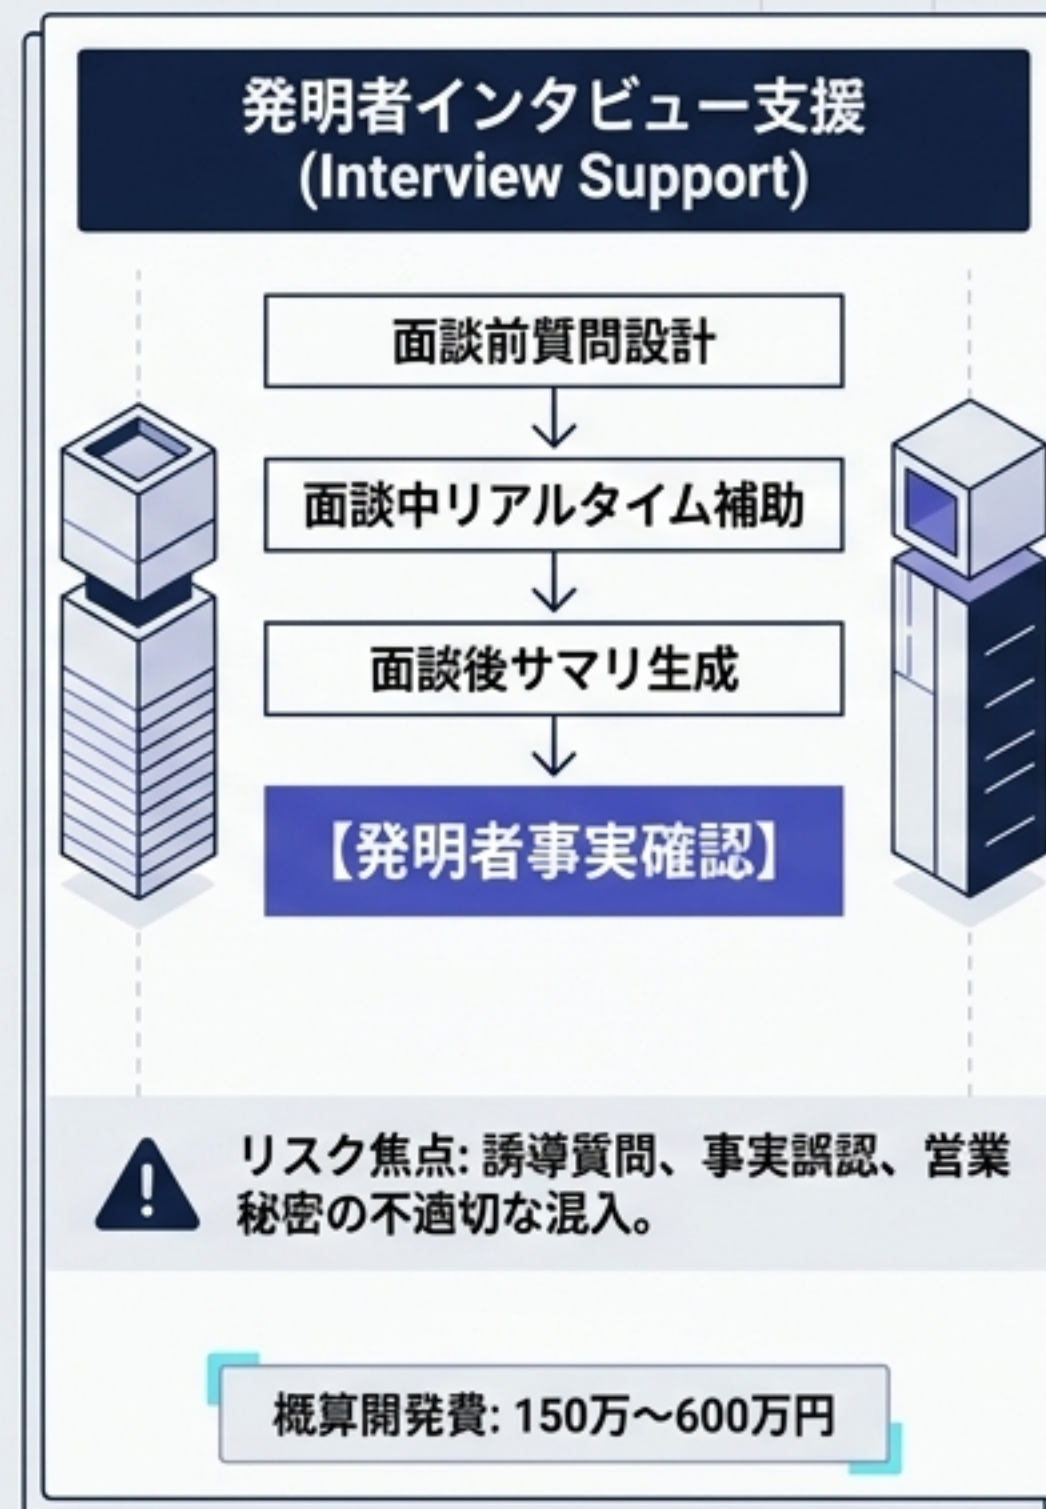 発明者インタビュー支援
(Interview Support)
面談前質問設計
面談中リアルタイム補助
面談後サマリ生成
【発明者事実確認】
リスク焦点: 誘導質問、事実誤認、営業
秘密の不適切な混入。
概算開発費: 150万〜600万円